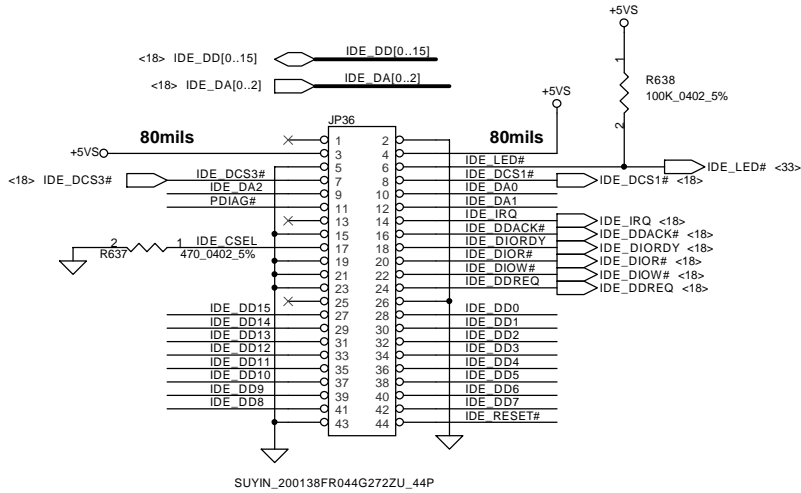 +5VS
<18> IDE_DD[0..15] IDE_DD[0..15]
<18> IDE_DA[0..2] IDE_DA[0..2]
1
R638
100K_0402_5%
2
+5VS
JP36
80mils 80mils
1 2
+5VS 3 4
5 6 IDE_LED# IDE_LED# <33>
<18> IDE_DCS3# IDE_DCS3# 7 8 IDE_DCS1# IDE_DCS1# <18>
IDE_DA2 9 10 IDE_DA0
PDIAG# 11 12 IDE_DA1
13 14 IDE_IRQ IDE_IRQ <18>
15 16 IDE_DDACK# IDE_DDACK# <18>
2 1 IDE_CSEL 17 18 IDE_DIORDY IDE_DIORDY <18>
R637 470_0402_5%
19 20 IDE_DIOR# IDE_DIOR# <18>
21 22 IDE_DIOW# IDE_DIOW# <18>
23 24 IDE_DDREQ IDE_DDREQ <18>
25 26
IDE_DD15 27 28 IDE_DD0
IDE_DD14 29 30 IDE_DD1
IDE_DD13 31 32 IDE_DD2
IDE_DD12 33 34 IDE_DD3
IDE_DD11 35 36 IDE_DD4
IDE_DD10 37 38 IDE_DD5
IDE_DD9 39 40 IDE_DD6
IDE_DD8 41 42 IDE_DD7
43 44 IDE_RESET#
SUYIN_200138FR044G272ZU_44P